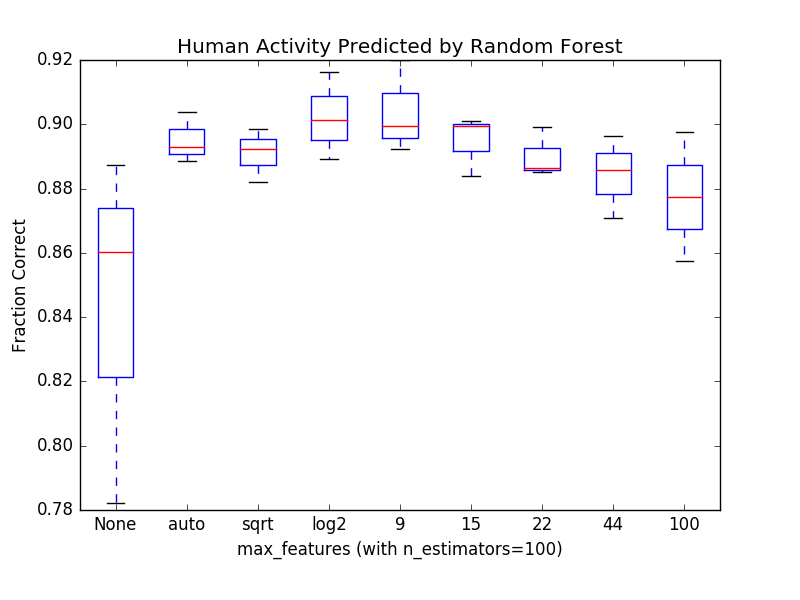 Human Activity Predicted by Random Forest
0.92
0.90
0.88
0.86
0.84
0.82
0.80
0.78
Fraction Correct
None auto sqrt log2 9 15 22 44 100
max_features (with n_estimators=100)